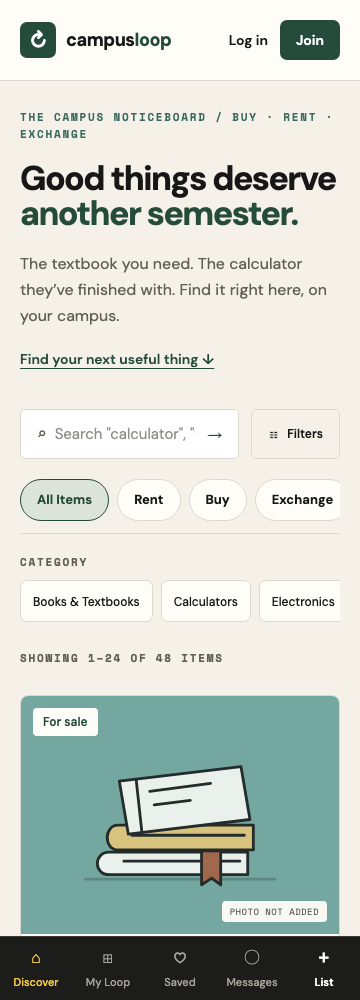 campusloop
Log in
Join
THE CAMPUS NOTICEBOARD / BUY · RENT ·
EXCHANGE
Good things deserve
another semester.
The textbook you need. The calculator
they’ve finished with. Find it right here, on
your campus.
Find your next useful thing ↓
Search "calculator", "
→
Filters
All Items
Rent
Buy
Exchange
CATEGORY
Books & Textbooks
Calculators
Electronics
SHOWING 1–24 OF 48 ITEMS
For sale
PHOTO NOT ADDED
Discover
My Loop
Saved
Messages
List